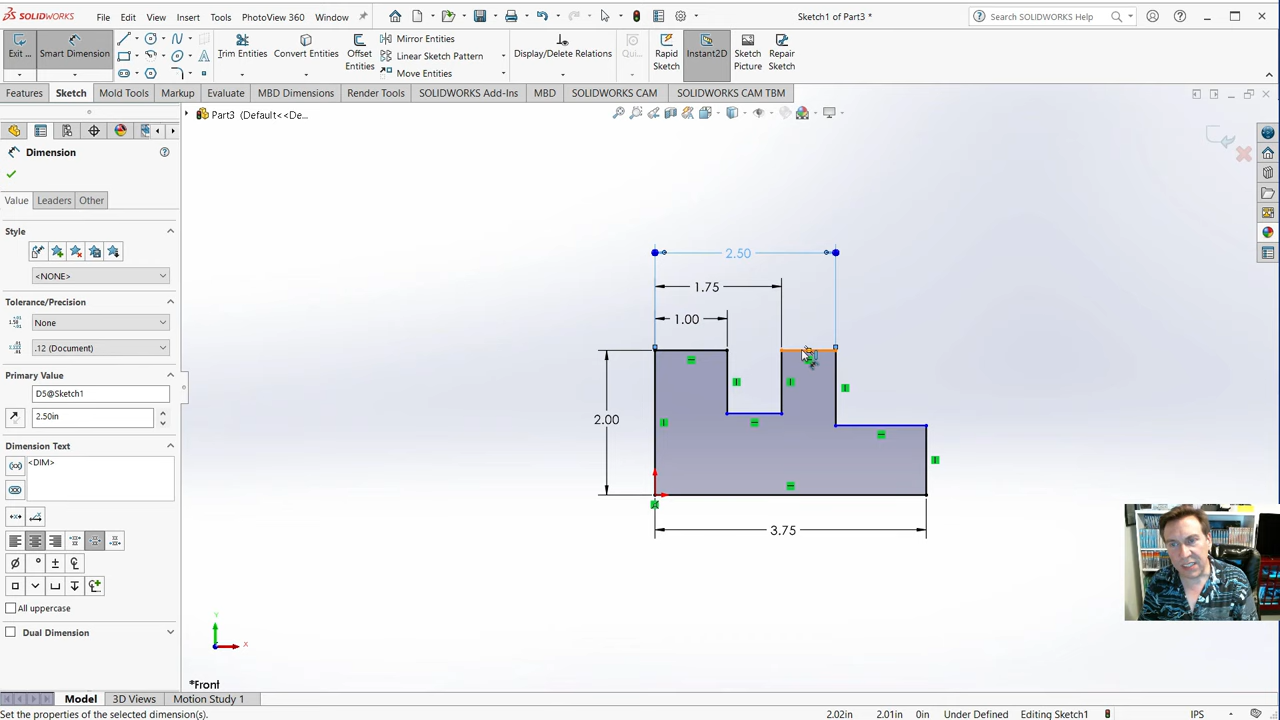 SOLIDWORKS
File
Edit
View
Insert
Tools
PhotoView 360
Window
Sketch1 of Part3 *
Search SOLIDWORKS Help
Exit ...
Smart Dimension
Trim Entities
Convert Entities
Offset Entities
Mirror Entities
Linear Sketch Pattern
Move Entities
Display/Delete Relations
Qui...
Rapid Sketch
Instant2D
Sketch Picture
Repair Sketch
Features
Sketch
Mold Tools
Markup
Evaluate
MBD Dimensions
Render Tools
SOLIDWORKS Add-Ins
MBD
SOLIDWORKS CAM
SOLIDWORKS CAM TBM
Part3 (Default<<De...
Dimension
Value
Leaders
Other
Style
<NONE>
Tolerance/Precision
None
.12 (Document)
Primary Value
D5@Sketch1
2.50in
Dimension Text
<DIM>
All uppercase
Dual Dimension
2.50
1.75
1.00
2.00
3.75
Y
X
*Front
Model
3D Views
Motion Study 1
Set the properties of the selected dimension(s).
2.02in
2.01in
0in
Under Defined
Editing Sketch1
IPS